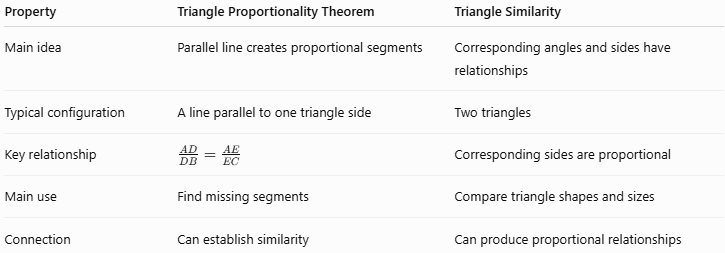 Property Triangle Proportionality Theorem Triangle Similarity
Main idea Parallel line creates proportional segments Corresponding angles and sides have
relationships
Typical configuration A line parallel to one triangle side Two triangles
Key relationship AD/DB = AE/EC Corresponding sides are proportional
Main use Find missing segments Compare triangle shapes and sizes
Connection Can establish similarity Can produce proportional relationships